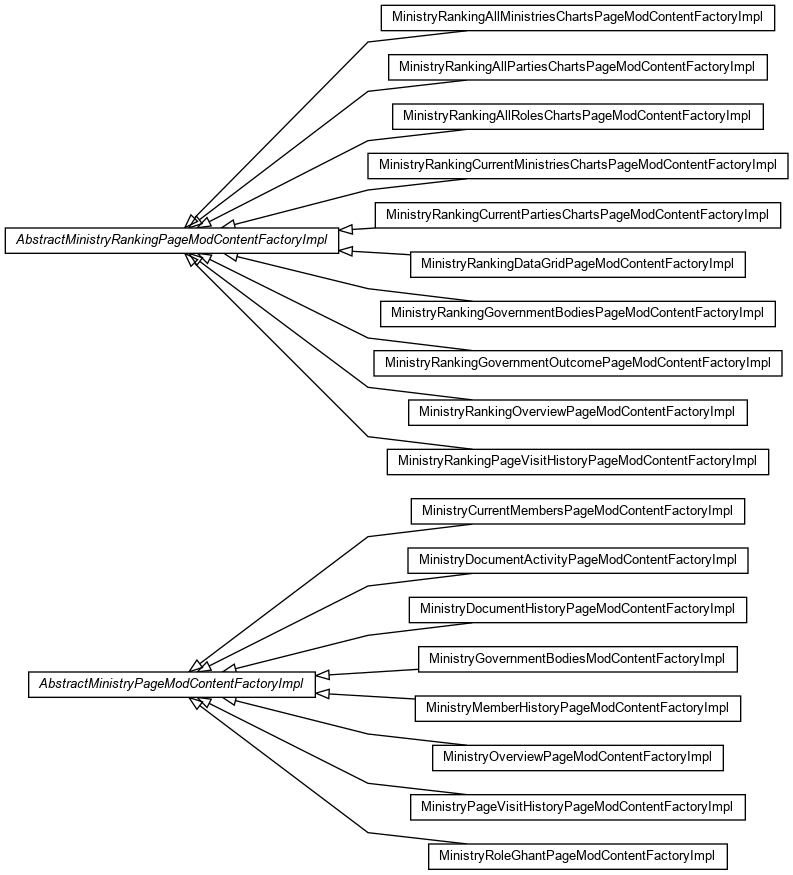 MinistryRankingAllMinistriesChartsPageModContentFactoryImpl
MinistryRankingAllPartiesChartsPageModContentFactoryImpl
MinistryRankingAllRolesChartsPageModContentFactoryImpl
MinistryRankingCurrentMinistriesChartsPageModContentFactoryImpl
MinistryRankingCurrentPartiesChartsPageModContentFactoryImpl
AbstractMinistryRankingPageModContentFactoryImpl
MinistryRankingDataGridPageModContentFactoryImpl
MinistryRankingGovernmentBodiesPageModContentFactoryImpl
MinistryRankingGovernmentOutcomePageModContentFactoryImpl
MinistryRankingOverviewPageModContentFactoryImpl
MinistryRankingPageVisitHistoryPageModContentFactoryImpl
MinistryCurrentMembersPageModContentFactoryImpl
MinistryDocumentActivityPageModContentFactoryImpl
MinistryDocumentHistoryPageModContentFactoryImpl
MinistryGovernmentBodiesModContentFactoryImpl
AbstractMinistryPageModContentFactoryImpl
MinistryMemberHistoryPageModContentFactoryImpl
MinistryOverviewPageModContentFactoryImpl
MinistryPageVisitHistoryPageModContentFactoryImpl
MinistryRoleGhantPageModContentFactoryImpl